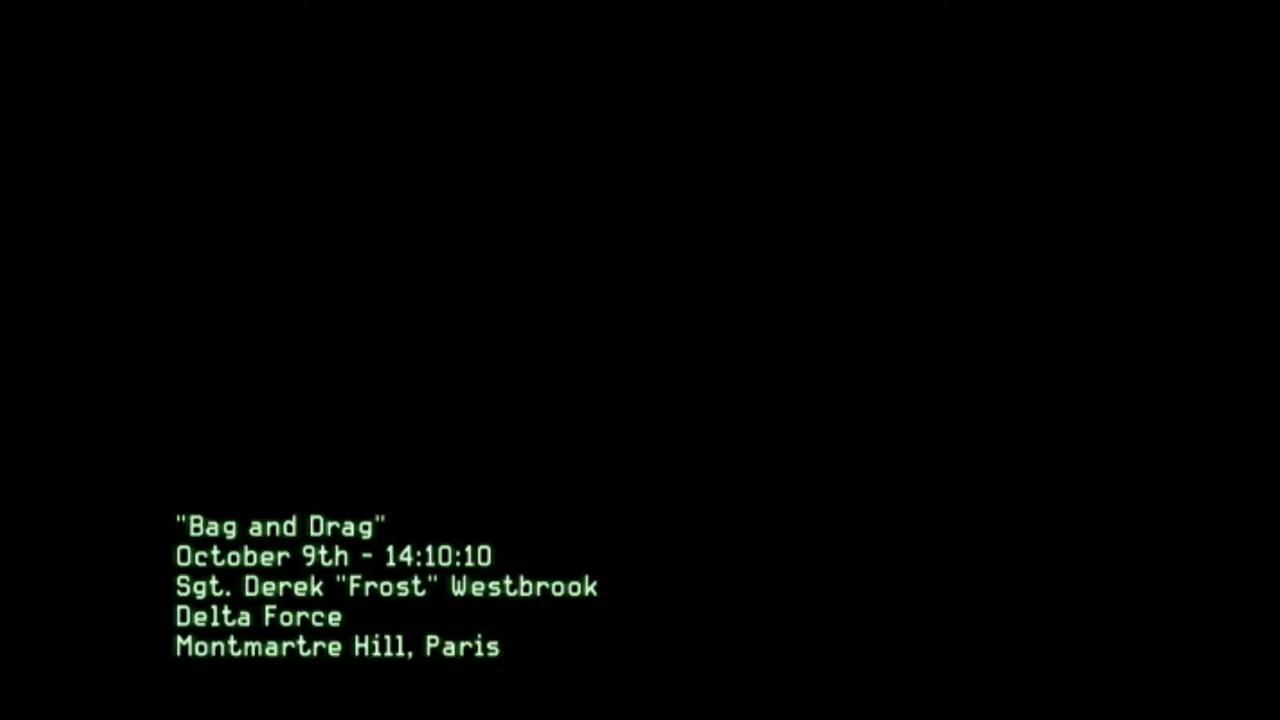 "Bag and Drag"
October 9th - 14:10:10
Sgt. Derek "Frost" Westbrook
Delta Force
Montmartre Hill, Paris